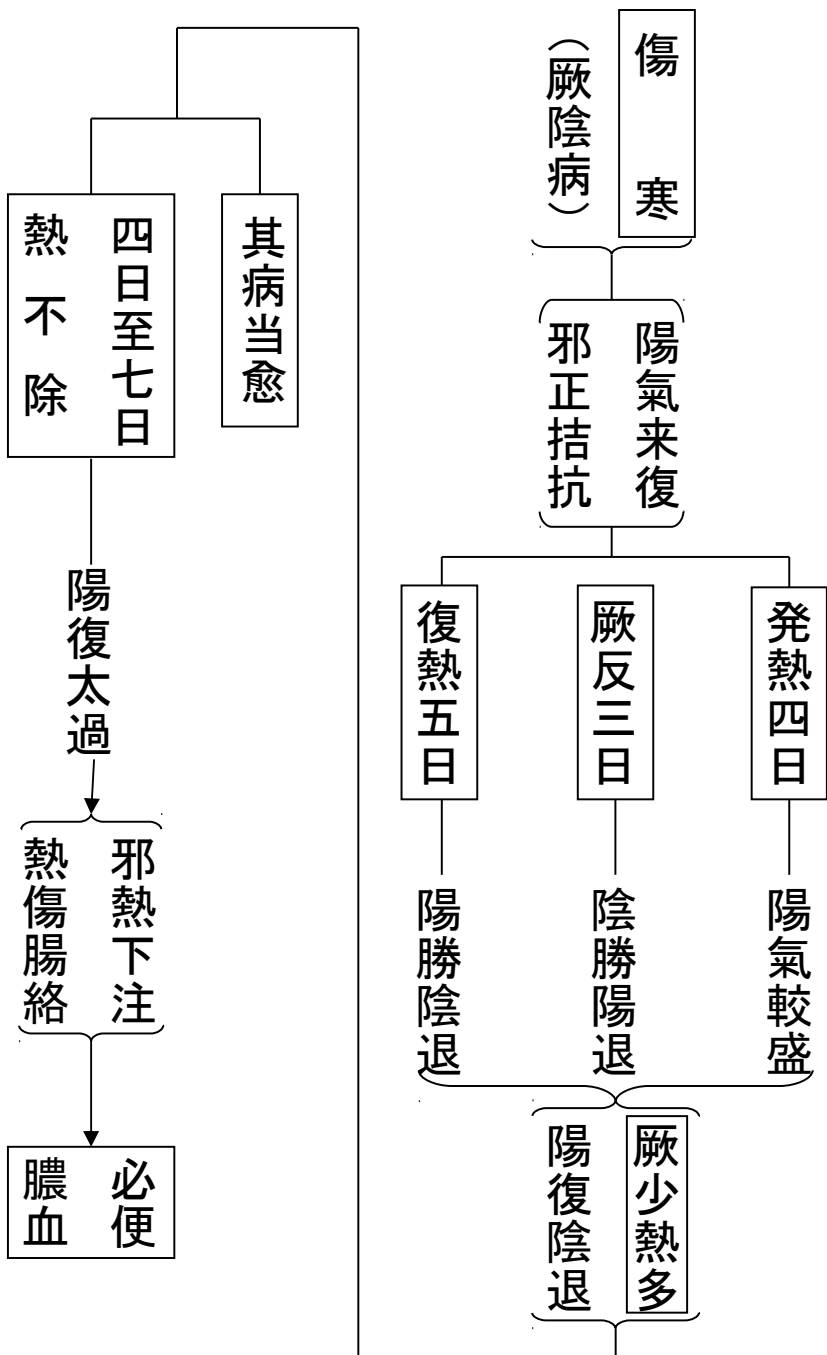 傷寒
（厥陰病）
陽氣来復
邪正拮抗
発熱四日
厥反三日
復熱五日
陽氣較盛
陰勝陽退
陽勝陰退
厥少熱多
陽復陰退
其病当愈
四日至七日
熱不除
陽復太過
邪熱下注
熱傷腸絡
必便
膿血